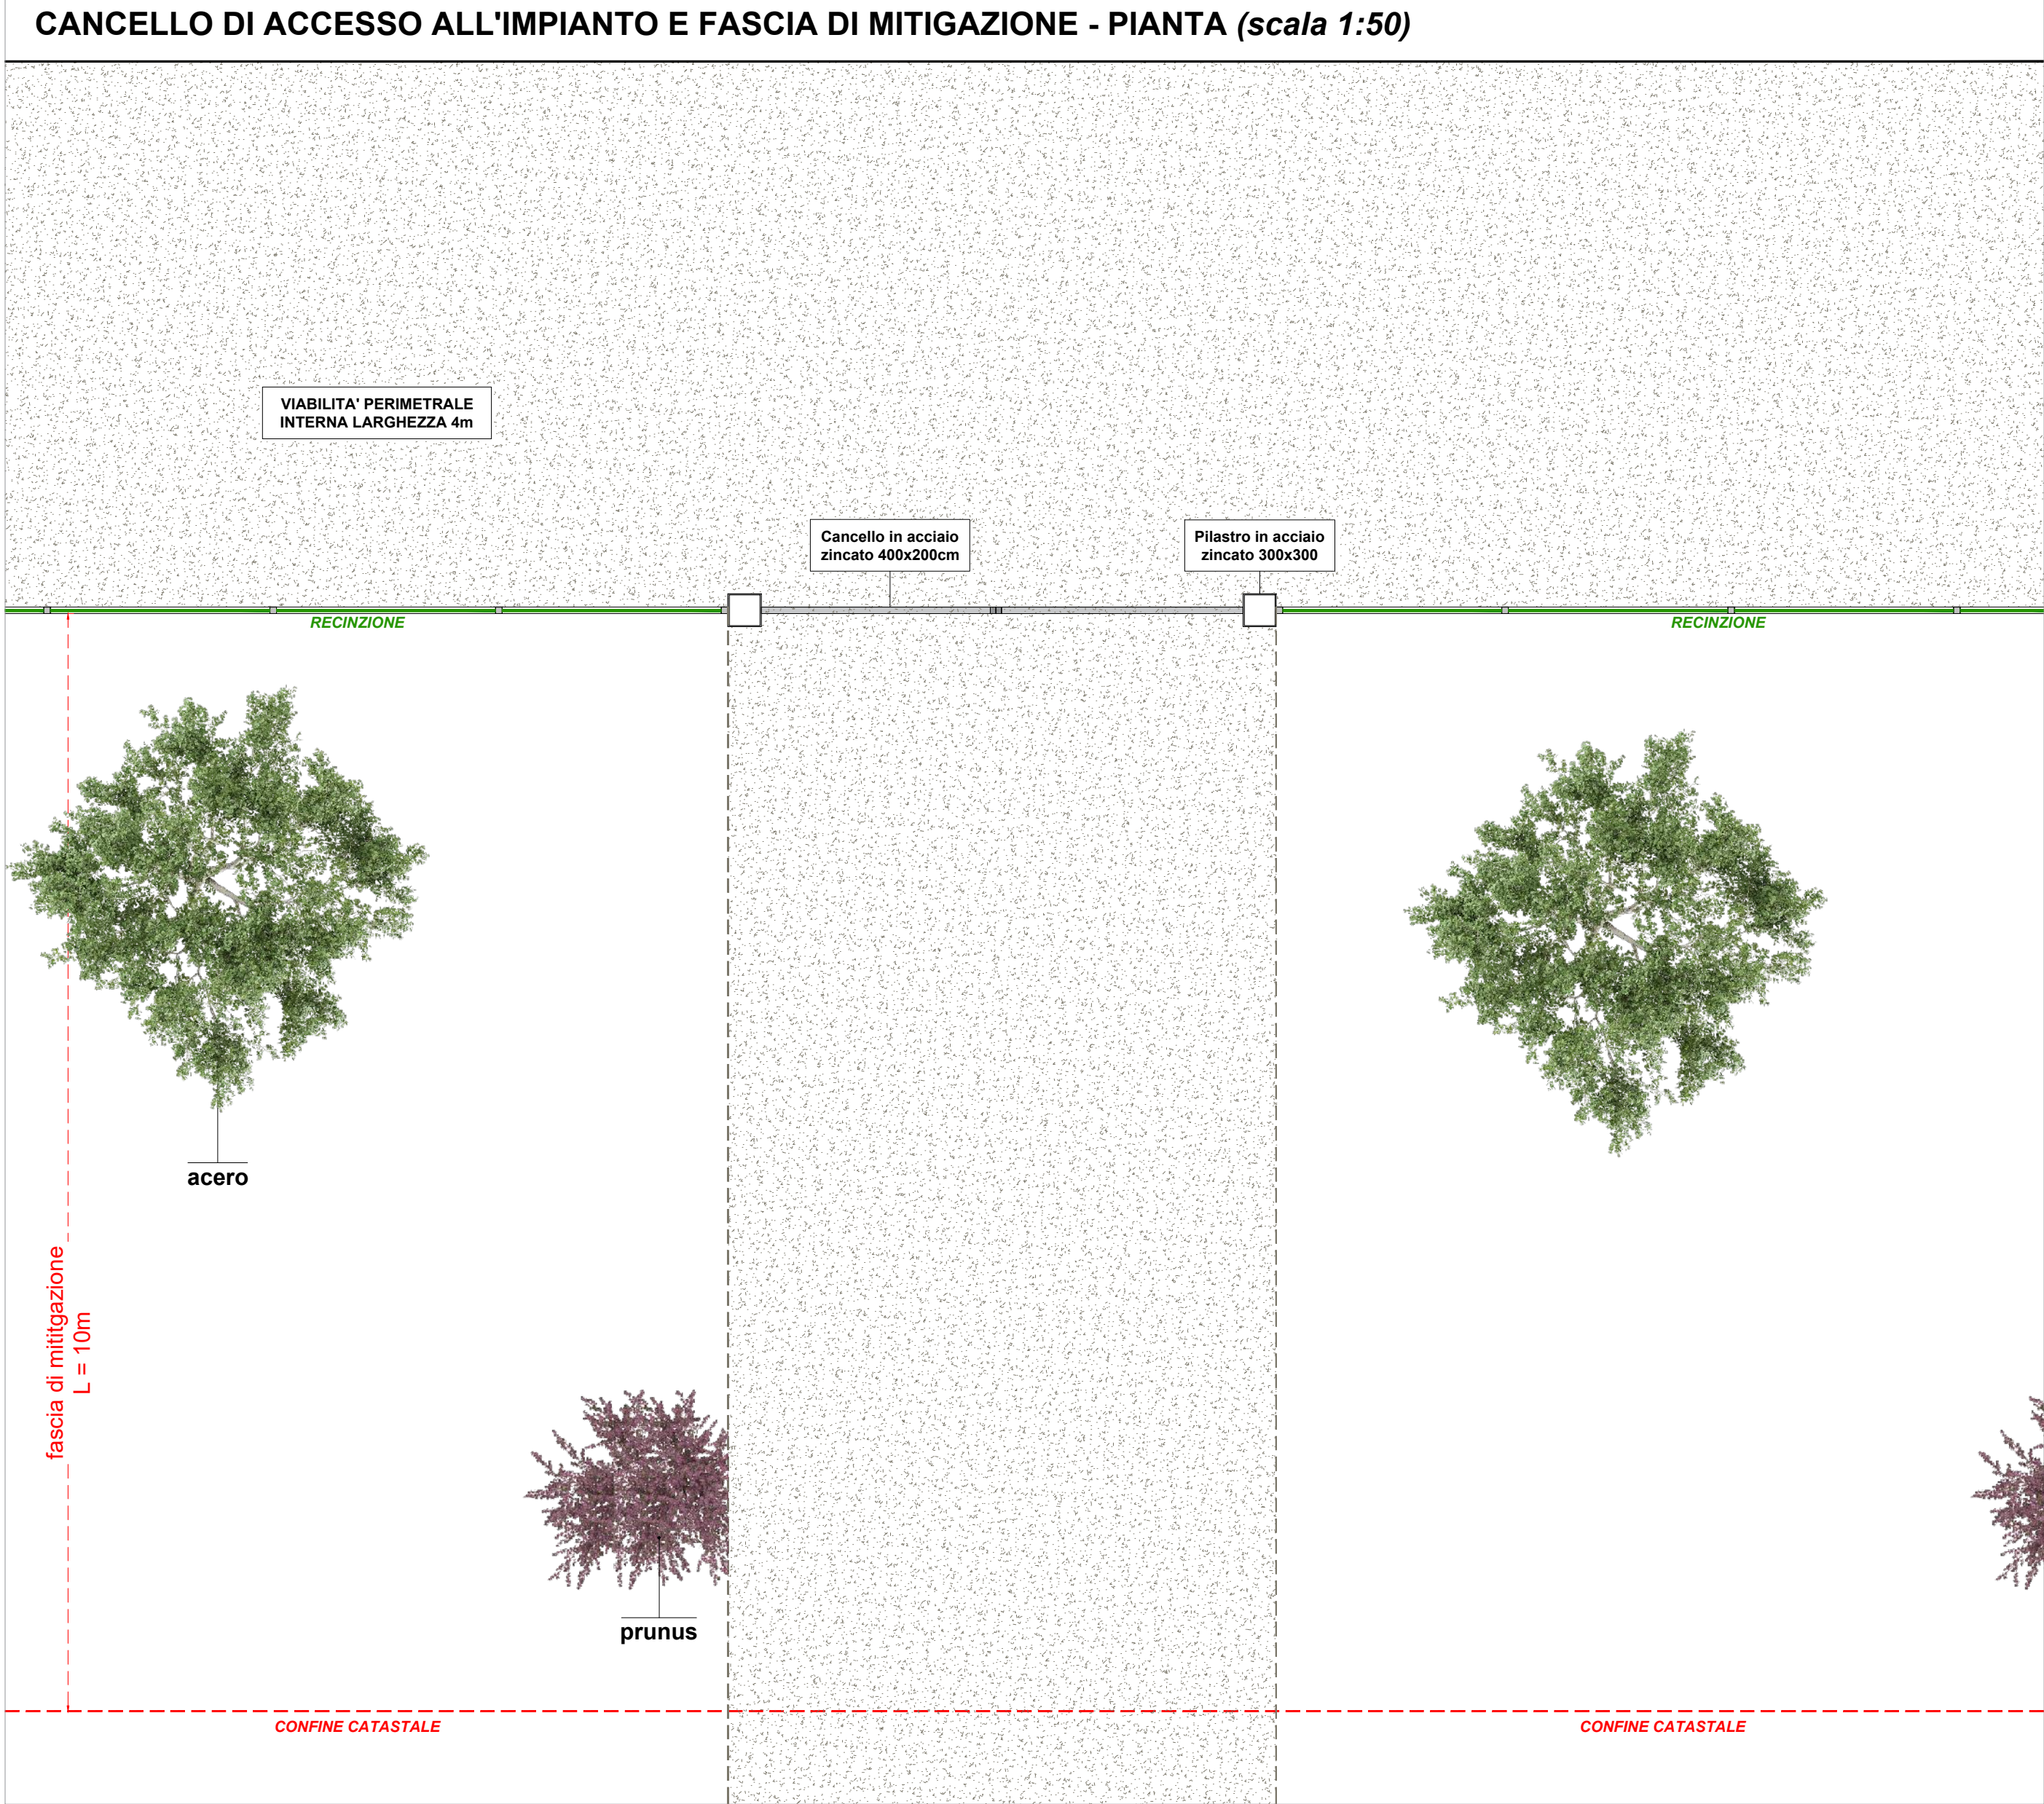 CANCELLO DI ACCESSO ALL'IMPIANTO E FASCIA DI MITIGAZIONE - PIANTA (scala 1:50)
VIABILITA' PERIMETRALE
INTERNA LARGHEZZA 4m
Cancello in acciaio
zincato 400x200cm
Pilastro in acciaio
zincato 300x300
RECINZIONE
RECINZIONE
acero
fascia di mititgazione
L = 10m
prunus
CONFINE CATASTALE
CONFINE CATASTALE